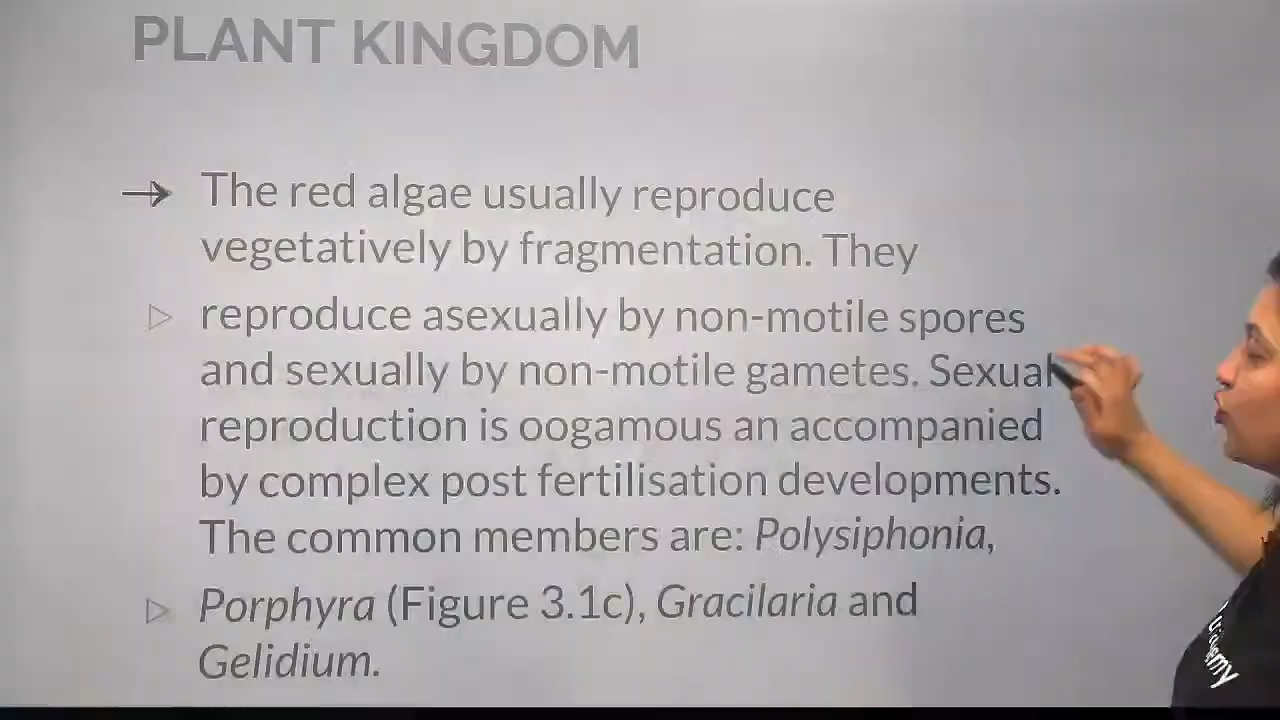 PLANT KINGDOM
→ The red algae usually reproduce
vegetatively by fragmentation. They
▷ reproduce asexually by non-motile spores
and sexually by non-motile gametes. Sexual
reproduction is oogamous an accompanied
by complex post fertilisation developments.
The common members are: Polysiphonia,
▷ Porphyra (Figure 3.1c), Gracilaria and
Gelidium.